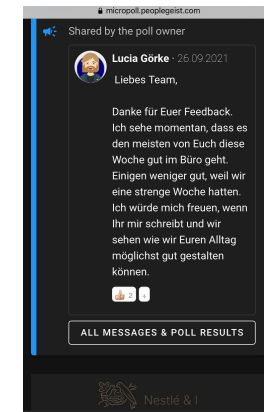 micropoll.peoplegeist.com
Shared by the poll owner
Lucia Görke · 26.09.2021
Liebes Team,
Danke für Euer Feedback.
Ich sehe momentan, dass es
den meisten von Euch diese
Woche gut im Büro geht.
Einigen weniger gut, weil wir
eine strenge Woche hatten.
Ich würde mich freuen, wenn
Ihr mir schreibt und wir
sehen wie wir Euren Alltag
möglichst gut gestalten
können.
2 +
ALL MESSAGES & POLL RESULTS
Nestlé & I